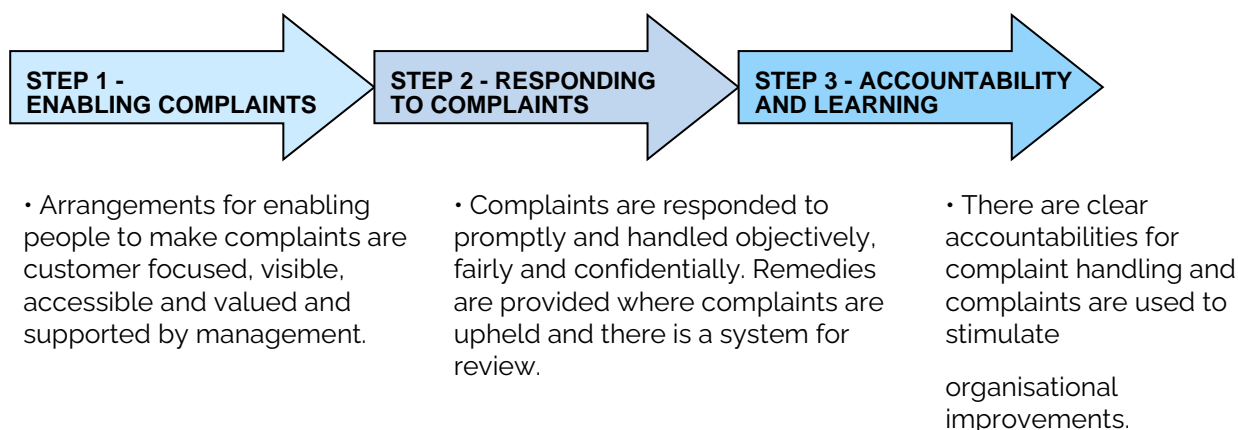 STEP 1 -
ENABLING COMPLAINTS
STEP 2 - RESPONDING
TO COMPLAINTS
STEP 3 - ACCOUNTABILITY
AND LEARNING
• Arrangements for enabling
people to make complaints are
customer focused, visible,
accessible and valued and
supported by management.
• Complaints are responded to
promptly and handled objectively,
fairly and confidentially. Remedies
are provided where complaints are
upheld and there is a system for
review.
• There are clear
accountabilities for
complaint handling and
complaints are used to
stimulate
organisational
improvements.